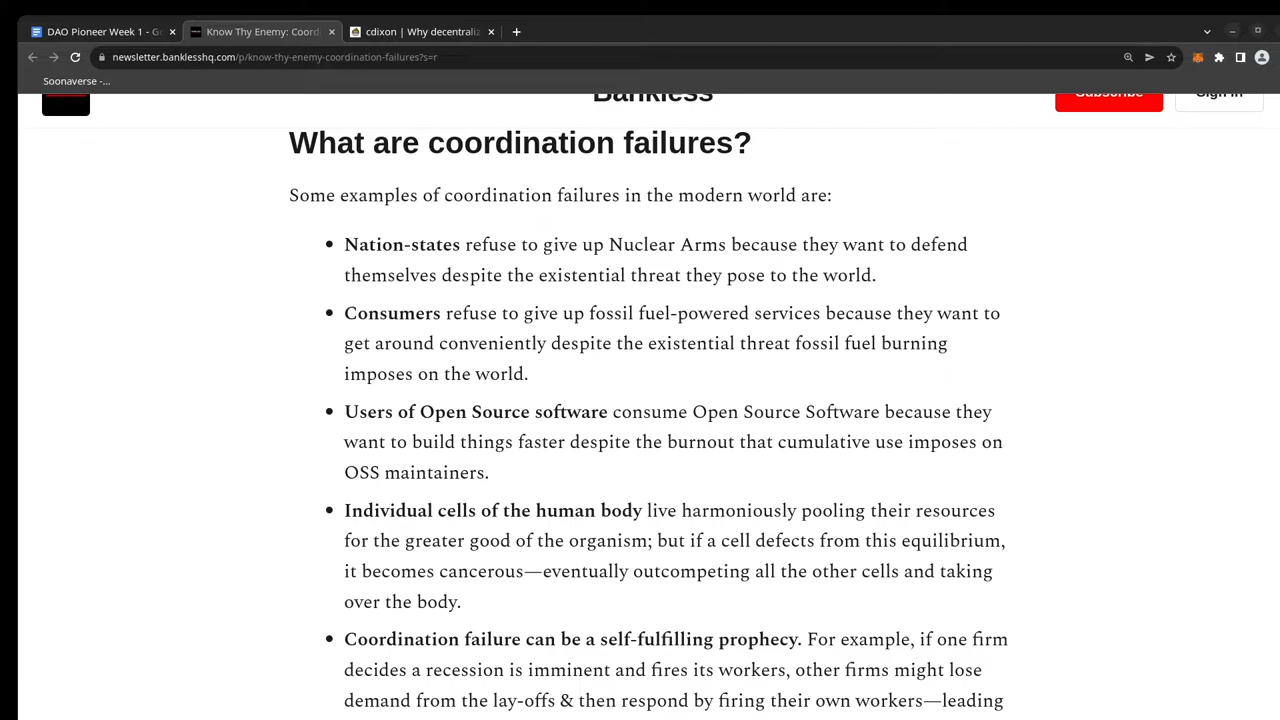 DAO Pioneer Week 1 - Go
Know Thy Enemy: Coord
cdixon | Why decentraliz
newsletter.banklesshq.com/p/know-thy-enemy-coordination-failures?s=r
Soonaverse -...
Bankless
Subscribe
Sign in
What are coordination failures?
Some examples of coordination failures in the modern world are:
Nation-states refuse to give up Nuclear Arms because they want to defend
themselves despite the existential threat they pose to the world.
Consumers refuse to give up fossil fuel-powered services because they want to
get around conveniently despite the existential threat fossil fuel burning
imposes on the world.
Users of Open Source software consume Open Source Software because they
want to build things faster despite the burnout that cumulative use imposes on
OSS maintainers.
Individual cells of the human body live harmoniously pooling their resources
for the greater good of the organism; but if a cell defects from this equilibrium,
it becomes cancerous—eventually outcompeting all the other cells and taking
over the body.
Coordination failure can be a self-fulfilling prophecy. For example, if one firm
decides a recession is imminent and fires its workers, other firms might lose
demand from the lay-offs & then respond by firing their own workers—leading